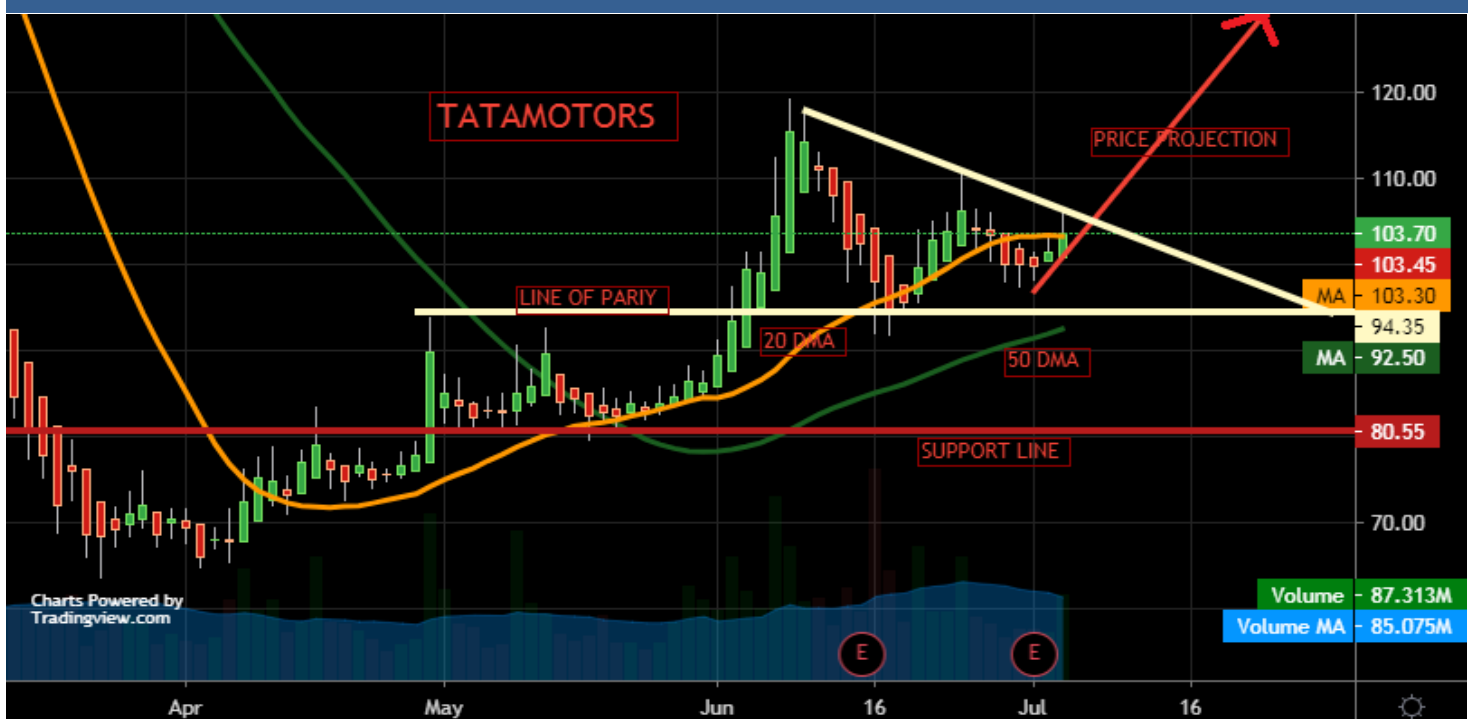 TATAMOTORS
PRICE PROJECTION
LINE OF PARIY
20 DMA
50 DMA
SUPPORT LINE
120.00
110.00
103.70
103.45
MA 103.30
94.35
MA 92.50
80.55
70.00
Charts Powered by
Tradingview.com
Volume 87.313M
Volume MA 85.075M
E
E
Apr May Jun 16 Jul 16